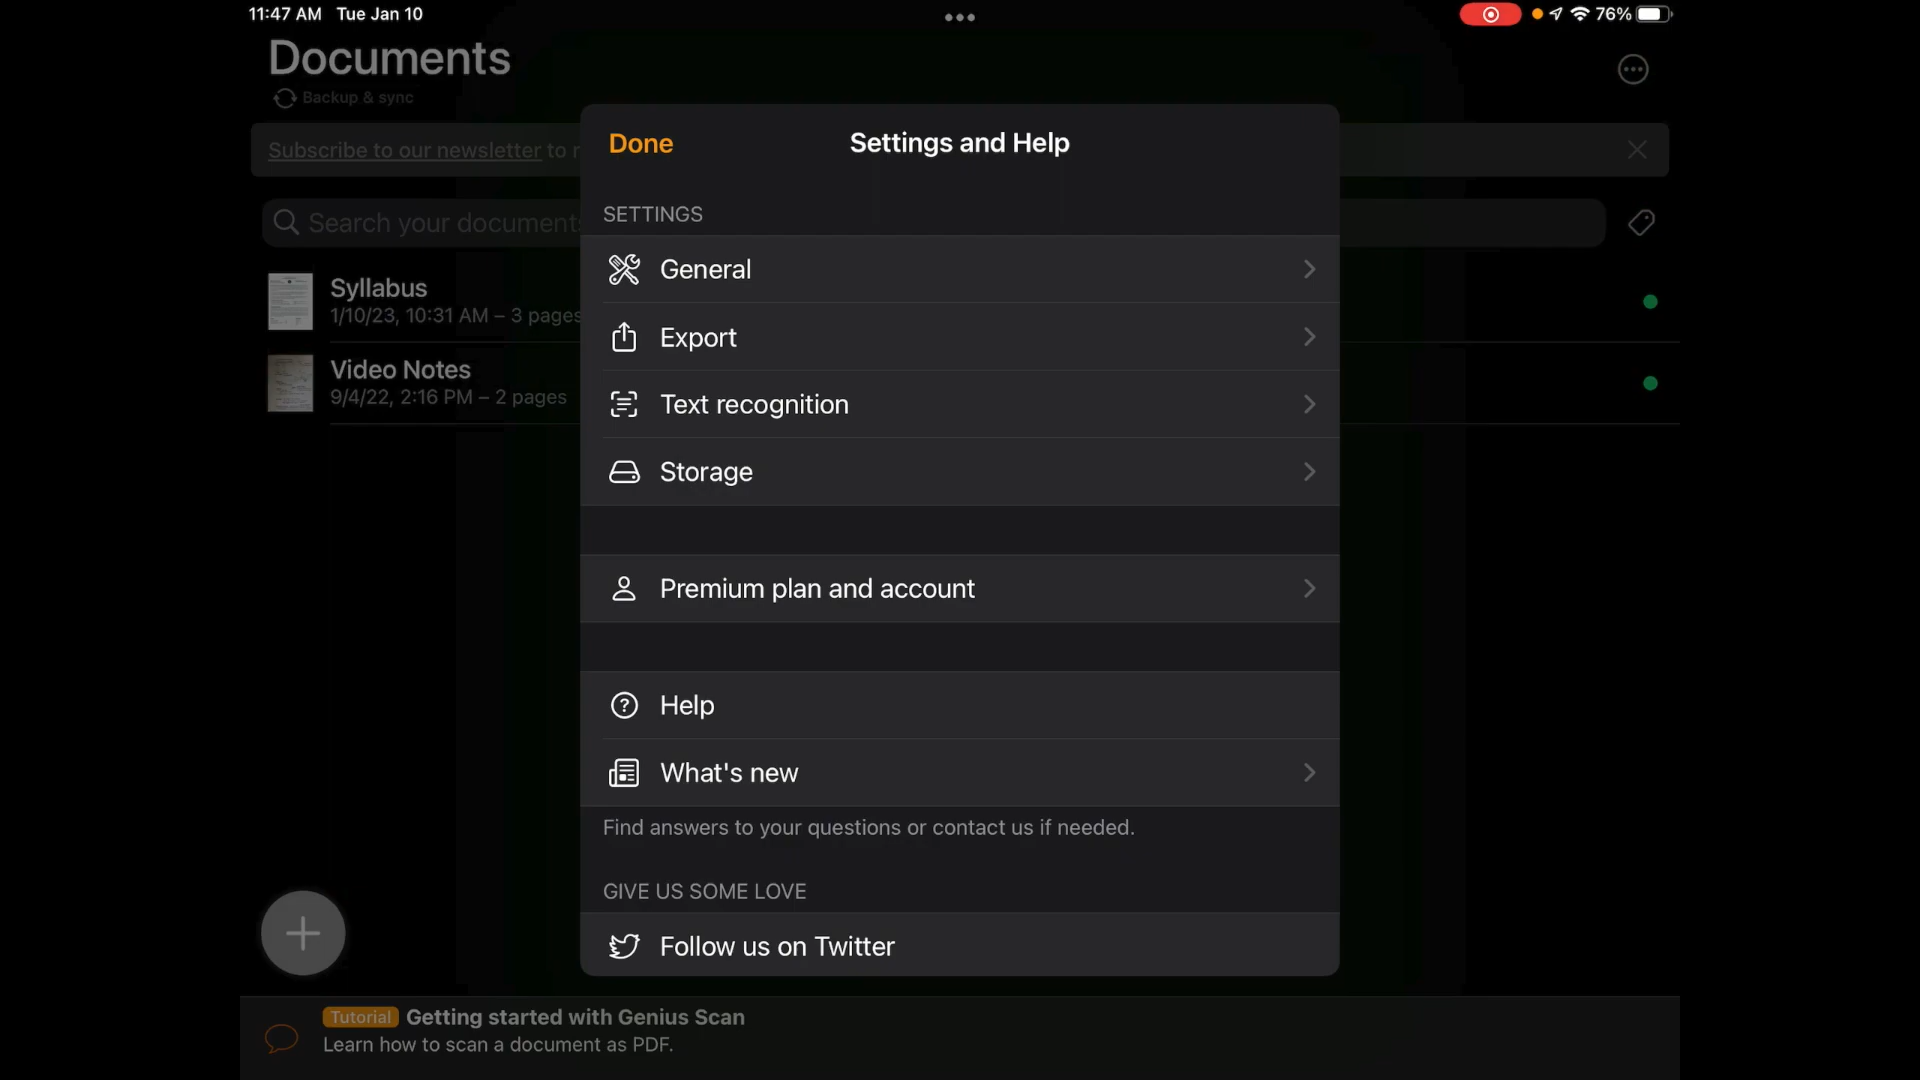 11:47 AM Tue Jan 10
76%
Documents
Backup & sync
Subscribe to our newsletter to r
Search your documents
Syllabus
1/10/23, 10:31 AM – 3 pages
Video Notes
9/4/22, 2:16 PM – 2 pages
Done
Settings and Help
SETTINGS
General
Export
Text recognition
Storage
Premium plan and account
Help
What's new
Find answers to your questions or contact us if needed.
GIVE US SOME LOVE
Follow us on Twitter
Tutorial Getting started with Genius Scan
Learn how to scan a document as PDF.